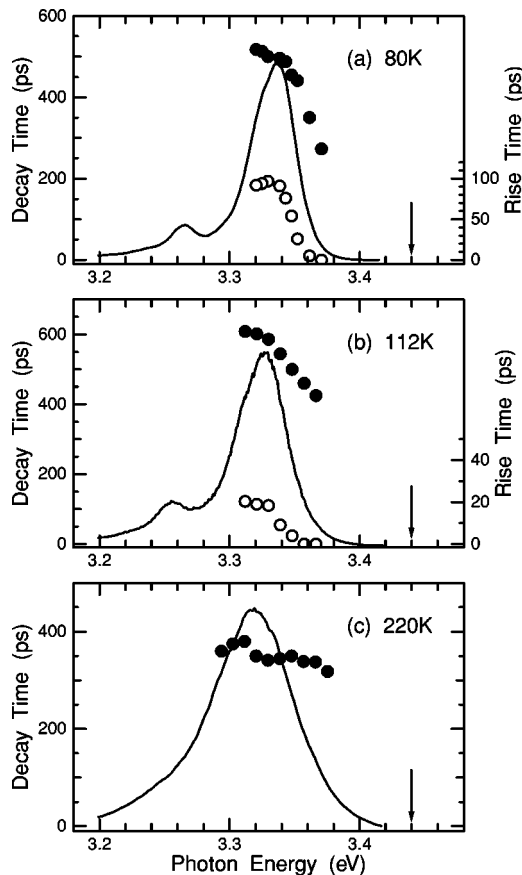 600
(a) 80K
400
Decay Time (ps)
200
100
50
0
Rise Time (ps)
0
3.2
3.3
3.4
600
(b) 112K
400
Decay Time (ps)
200
40
20
0
Rise Time (ps)
0
3.2
3.3
3.4
400
(c) 220K
Decay Time (ps)
200
0
3.2
3.3
3.4
Photon Energy (eV)